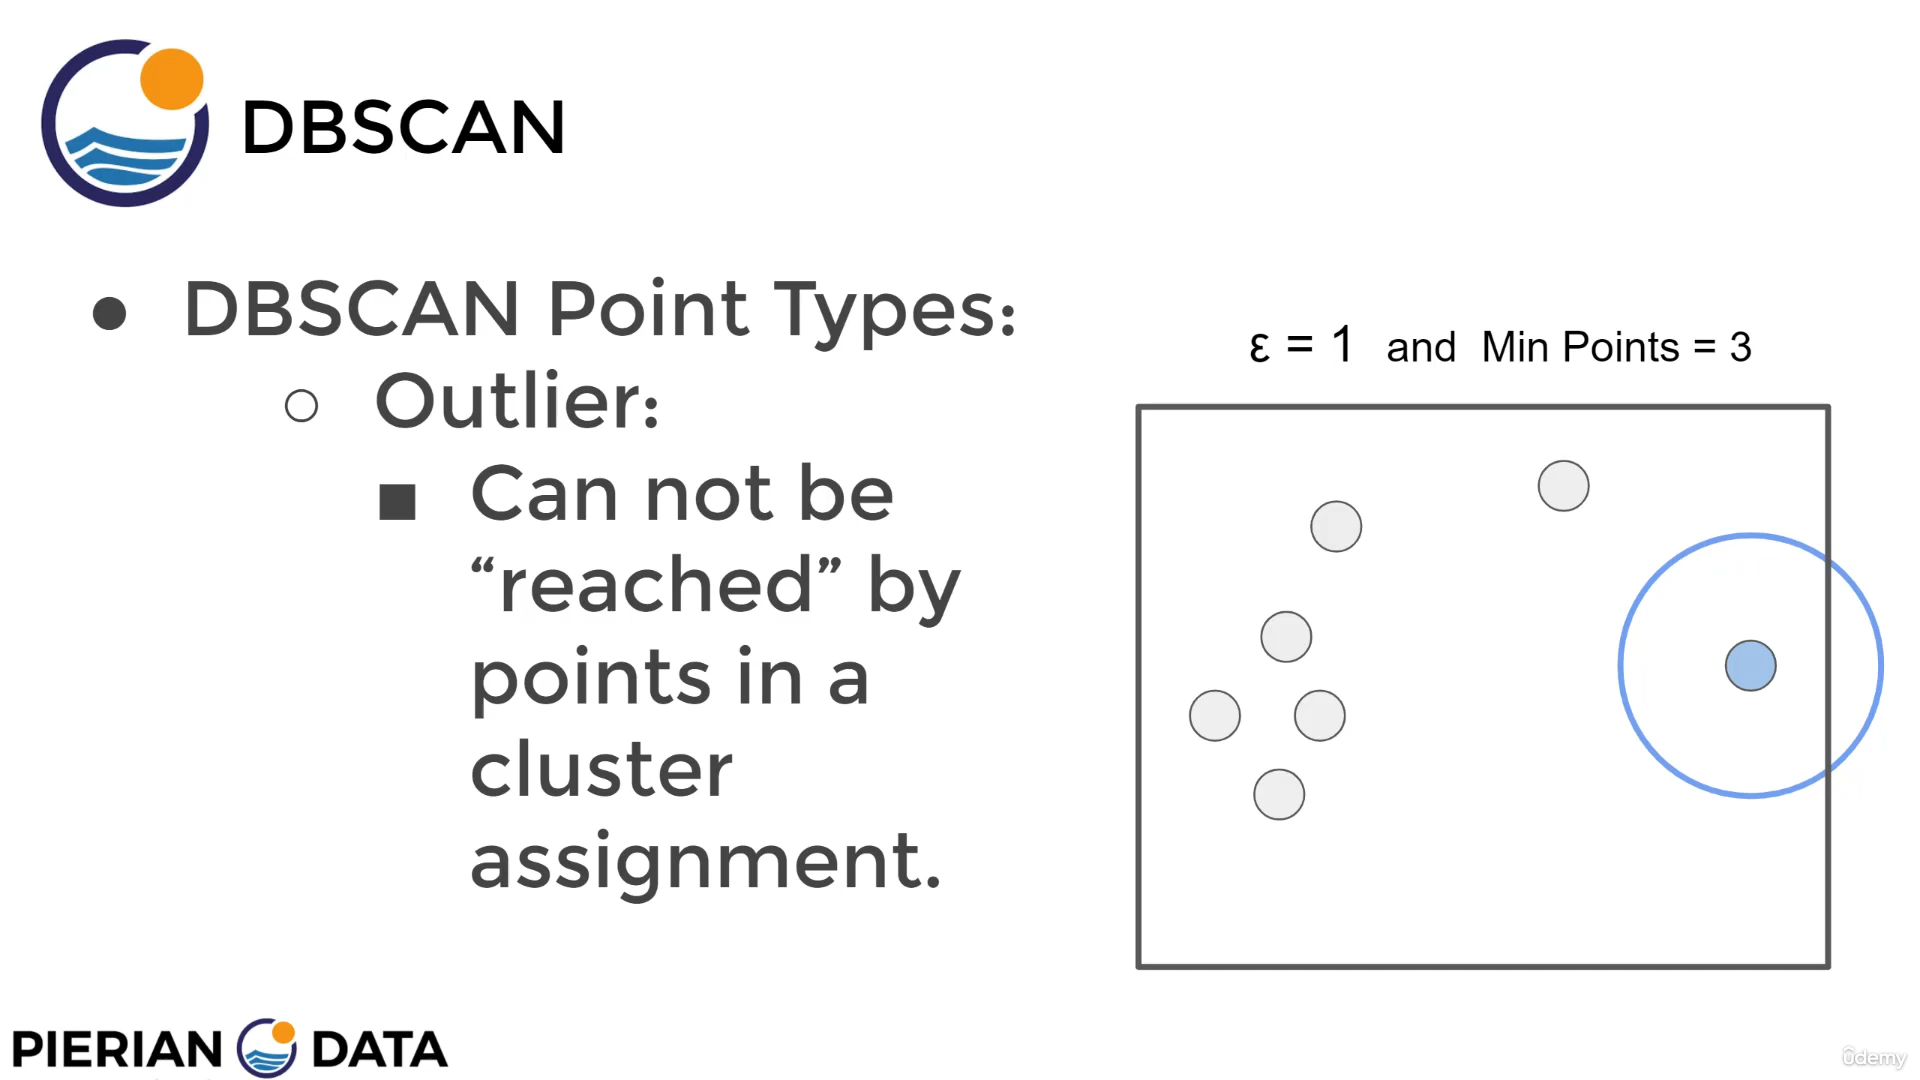 DBSCAN
● DBSCAN Point Types:
○ Outlier:
■ Can not be
“reached” by
points in a
cluster
assignment.
ε = 1 and Min Points = 3
PIERIAN DATA
ûdemy